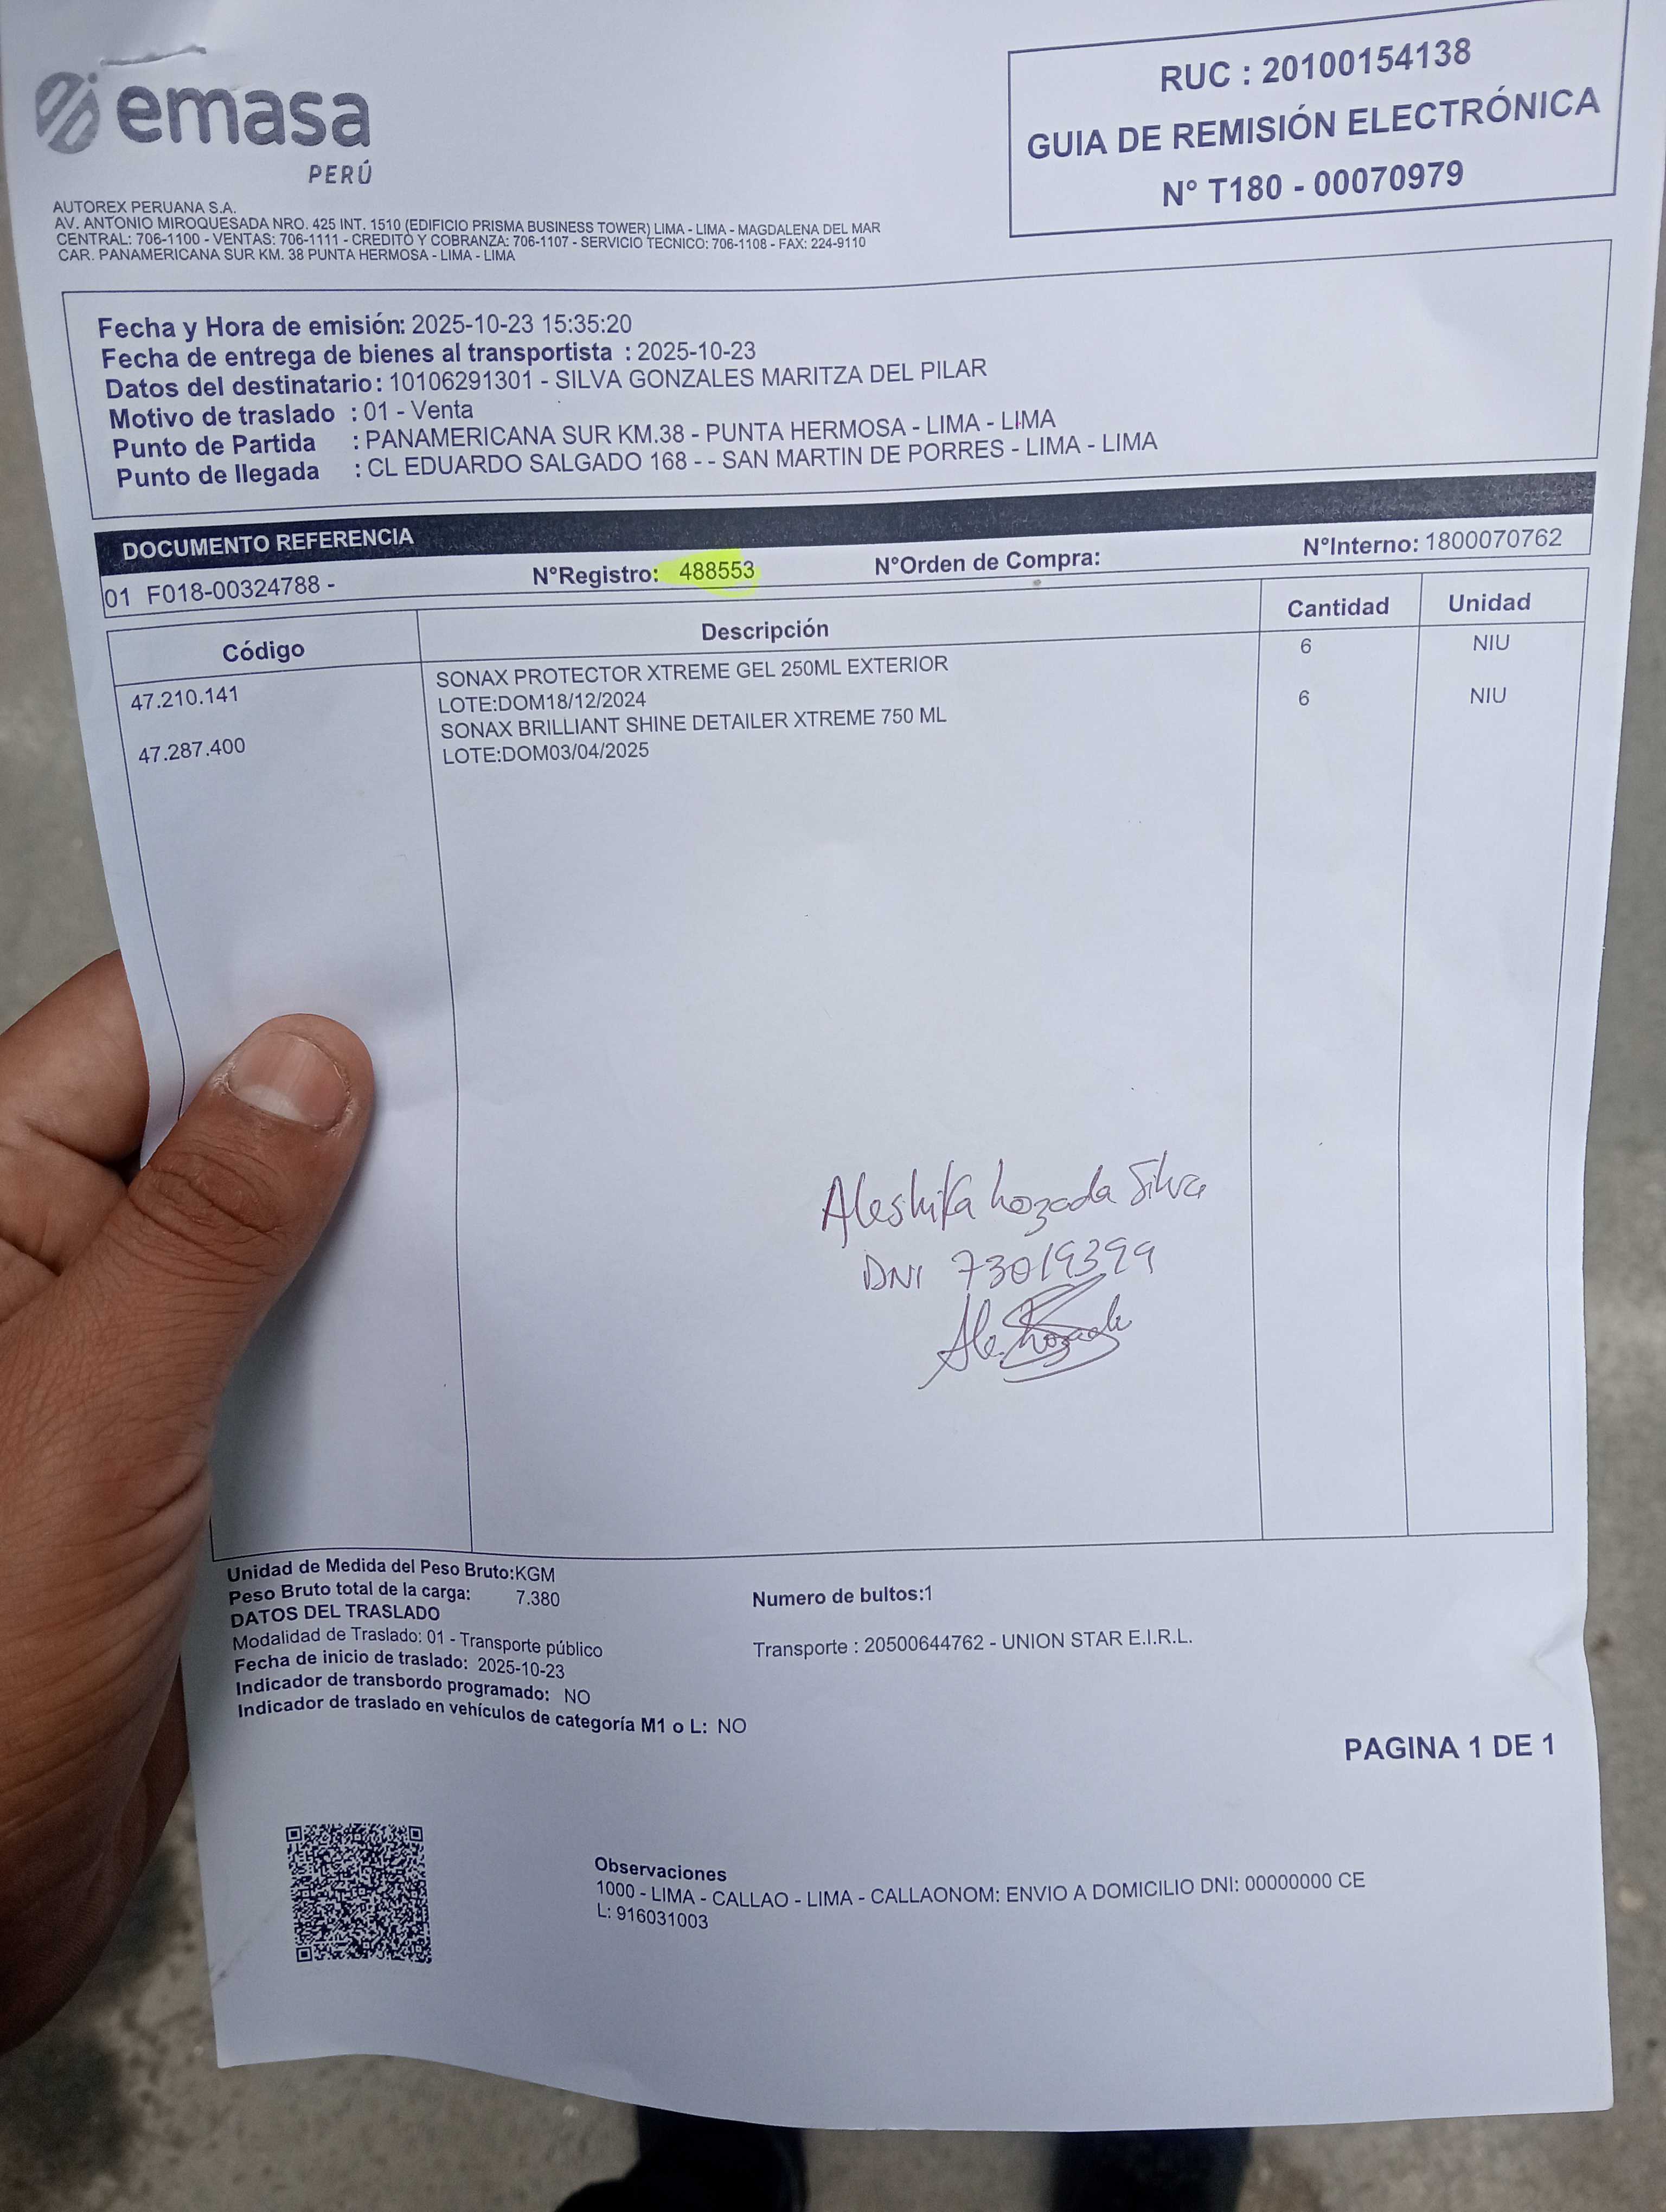 emasa
PERÚ
RUC : 20100154138
GUIA DE REMISIÓN ELECTRÓNICA
N° T180 - 00070979
AUTOREX PERUANA S.A.
AV. ANTONIO MIROQUESADA NRO. 425 INT. 1510 (EDIFICIO PRISMA BUSINESS TOWER) LIMA - LIMA - MAGDALENA DEL MAR
CENTRAL: 706-1100 - VENTAS: 706-1111 - CREDITO Y COBRANZA: 706-1107 - SERVICIO TECNICO: 706-1108 - FAX: 224-9110
CAR. PANAMERICANA SUR KM. 38 PUNTA HERMOSA - LIMA - LIMA
Fecha y Hora de emisión: 2025-10-23 15:35:20
Fecha de entrega de bienes al transportista : 2025-10-23
Datos del destinatario: 10106291301 - SILVA GONZALES MARITZA DEL PILAR
Motivo de traslado : 01 - Venta
Punto de Partida : PANAMERICANA SUR KM.38 - PUNTA HERMOSA - LIMA - LIMA
Punto de llegada : CL EDUARDO SALGADO 168 - - SAN MARTIN DE PORRES - LIMA - LIMA
DOCUMENTO REFERENCIA
01 F018-00324788 - N°Registro: 488553 N°Orden de Compra: N°Interno: 1800070762
Código Descripción Cantidad Unidad
47.210.141 SONAX PROTECTOR XTREME GEL 250ML EXTERIOR 6 NIU
LOTE:DOM18/12/2024
47.287.400 SONAX BRILLIANT SHINE DETAILER XTREME 750 ML 6 NIU
LOTE:DOM03/04/2025
Aleshka Lozada Silva
DNI 73019399
Ale. Lozada
Unidad de Medida del Peso Bruto:KGM
Peso Bruto total de la carga: 7.380 Numero de bultos:1
DATOS DEL TRASLADO
Modalidad de Traslado: 01 - Transporte público Transporte : 20500644762 - UNION STAR E.I.R.L.
Fecha de inicio de traslado: 2025-10-23
Indicador de transbordo programado: NO
Indicador de traslado en vehículos de categoría M1 o L: NO
PAGINA 1 DE 1
Observaciones
1000 - LIMA - CALLAO - LIMA - CALLAONOM: ENVIO A DOMICILIO DNI: 00000000 CE
L: 916031003